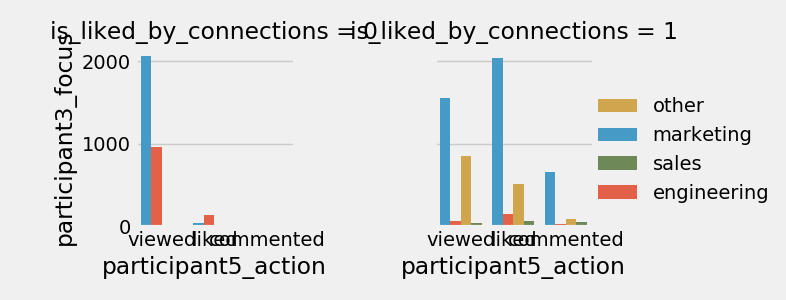 is_liked_by_connections = 0
is_liked_by_connections = 1
participant3_focus
2000
1000
0
viewed
liked
commented
viewed
liked
commented
participant5_action
participant5_action
other
marketing
sales
engineering